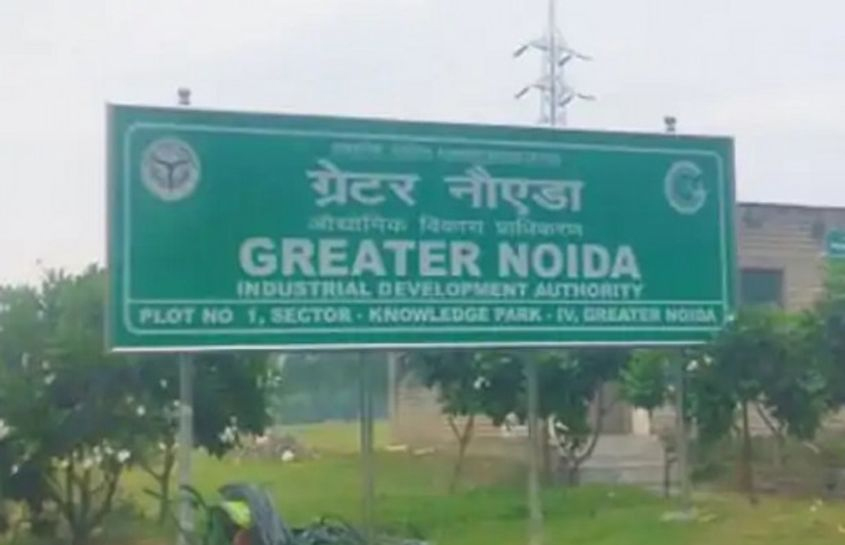 ग्रेटर नौएडा
औद्योगिक विकास प्राधिकरण
GREATER NOIDA
INDUSTRIAL DEVELOPMENT AUTHORITY
PLOT NO 1, SECTOR - KNOWLEDGE PARK - IV, GREATER NOIDA